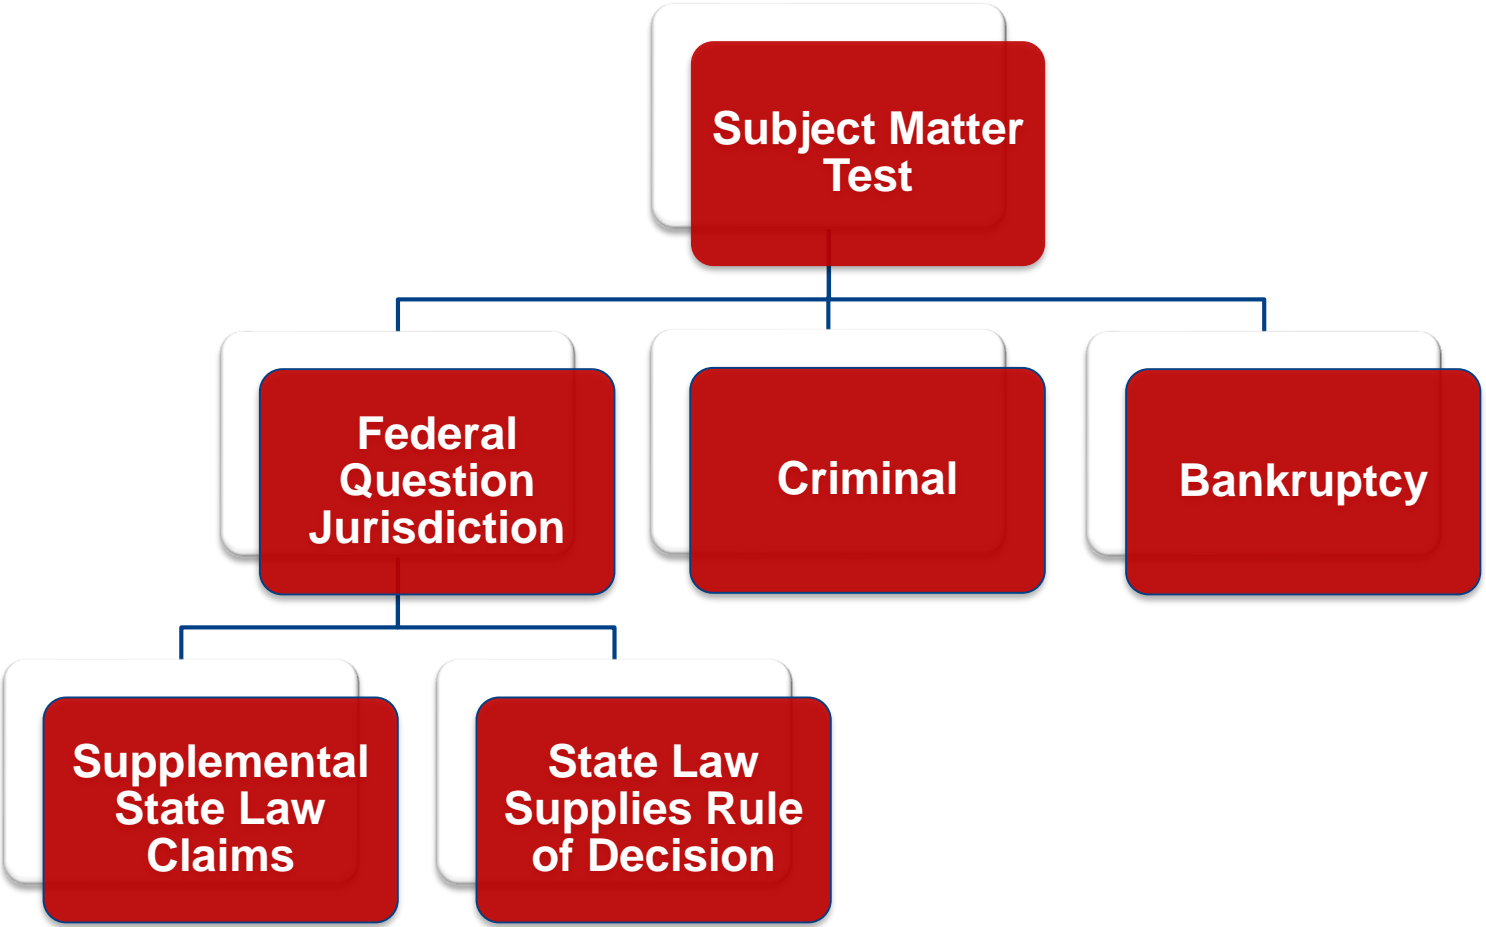 Subject Matter
Test
Federal
Question
Jurisdiction
Criminal
Bankruptcy
Supplemental
State Law
Claims
State Law
Supplies Rule
of Decision